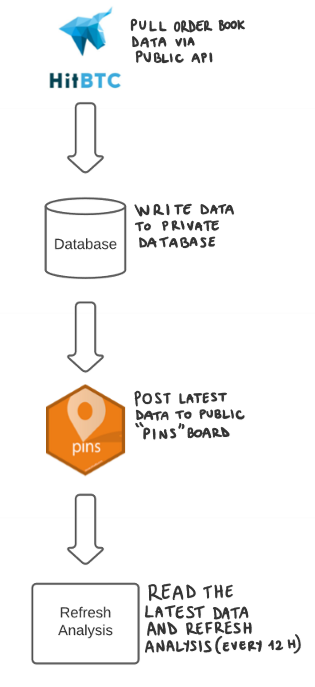 PULL ORDER BOOK
DATA VIA
PUBLIC API
HitBTC
WRITE DATA
TO PRIVATE
DATABASE
Database
POST LATEST
DATA TO PUBLIC
"PINS" BOARD
pins
READ THE
LATEST DATA
AND REFRESH
ANALYSIS (EVERY 12 H)
Refresh
Analysis